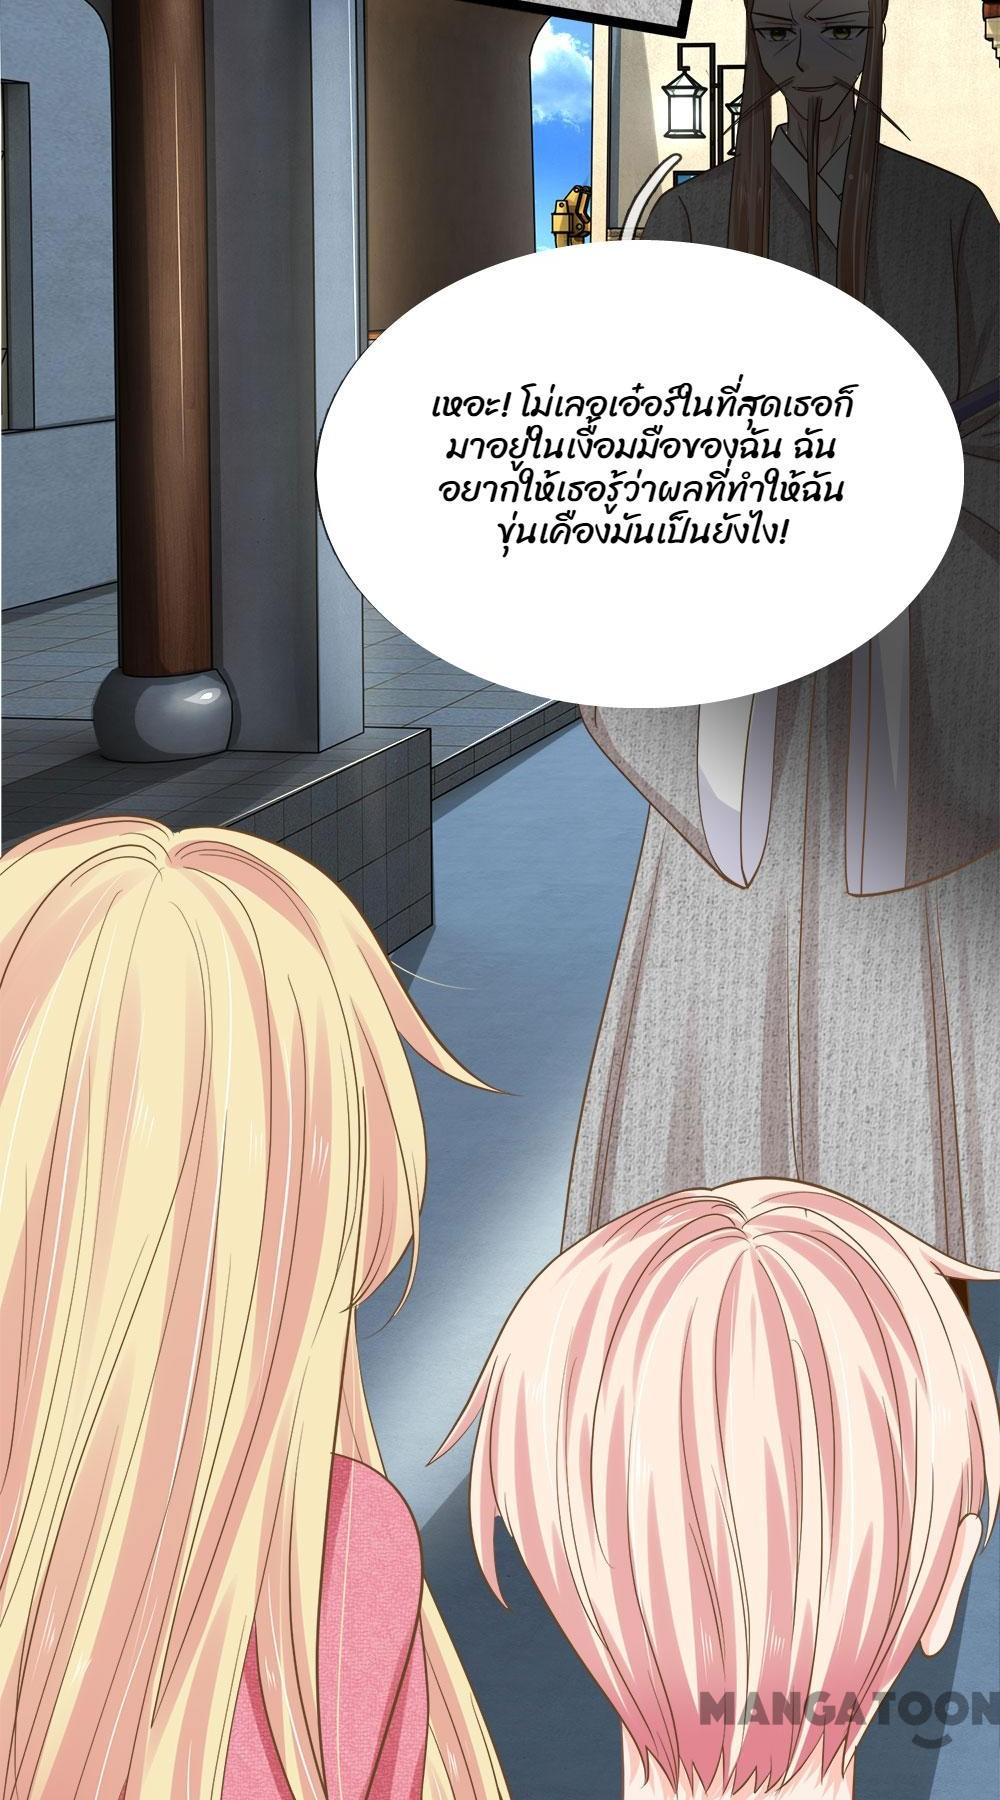 เหอะ! โม่เลอเอ๋อร์ในที่สุดเธอก็
มาอยู่ในเงื้อมมือของฉัน ฉัน
อยากให้เธอรู้ว่าผลที่ทำให้ฉัน
ขุ่นเคืองมันเป็นยังไง!
MANGATOON